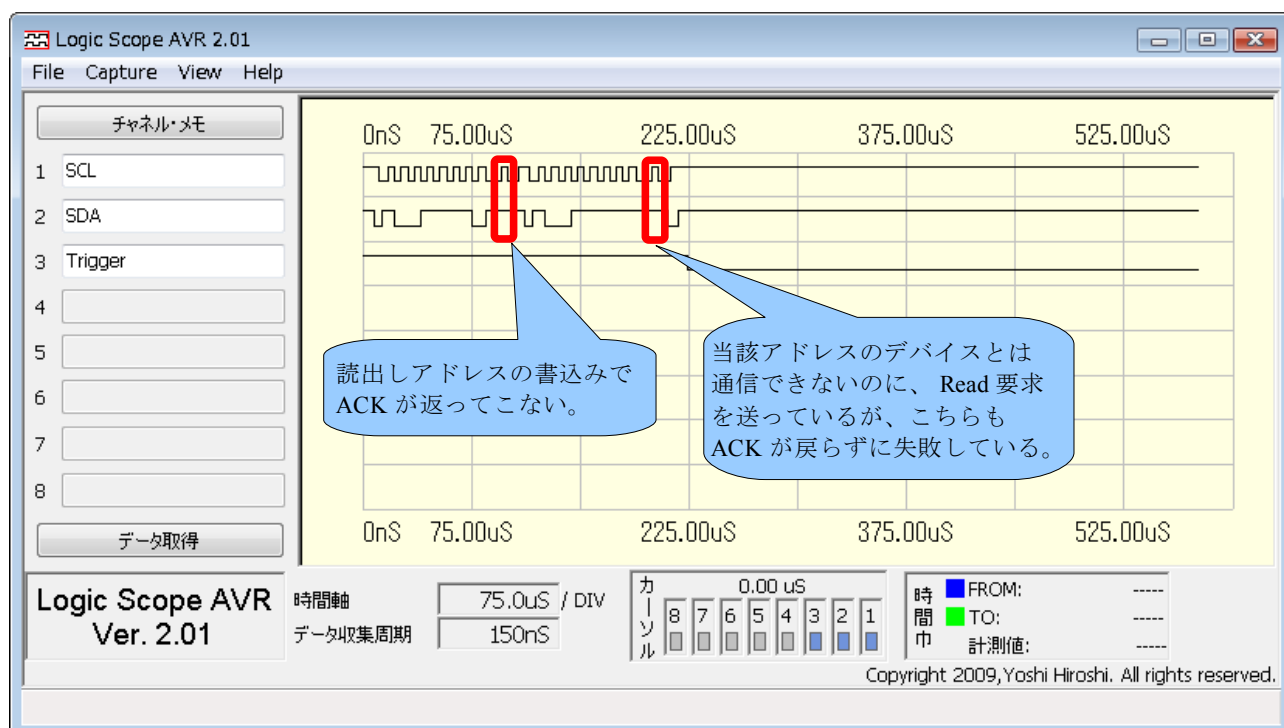 Logic Scope AVR 2.01
File Capture View Help
チャネル・メモ
1 SCL
2 SDA
3 Trigger
4
5
6
7
8
データ取得
0nS 75.00uS 225.00uS 375.00uS 525.00uS
読出しアドレスの書込みで
ACK が返ってこない。
当該アドレスのデバイスとは
通信できないのに、 Read 要求
を送っているが、こちらも
ACK が戻らずに失敗している。
0nS 75.00uS 225.00uS 375.00uS 525.00uS
Logic Scope AVR
Ver. 2.01
時間軸 75.0uS / DIV
データ収集周期 150nS
カーソル
0.00 uS
8 7 6 5 4 3 2 1
時間巾
FROM: -----
TO: -----
計測値: -----
Copyright 2009,Yoshi Hiroshi. All rights reserved.